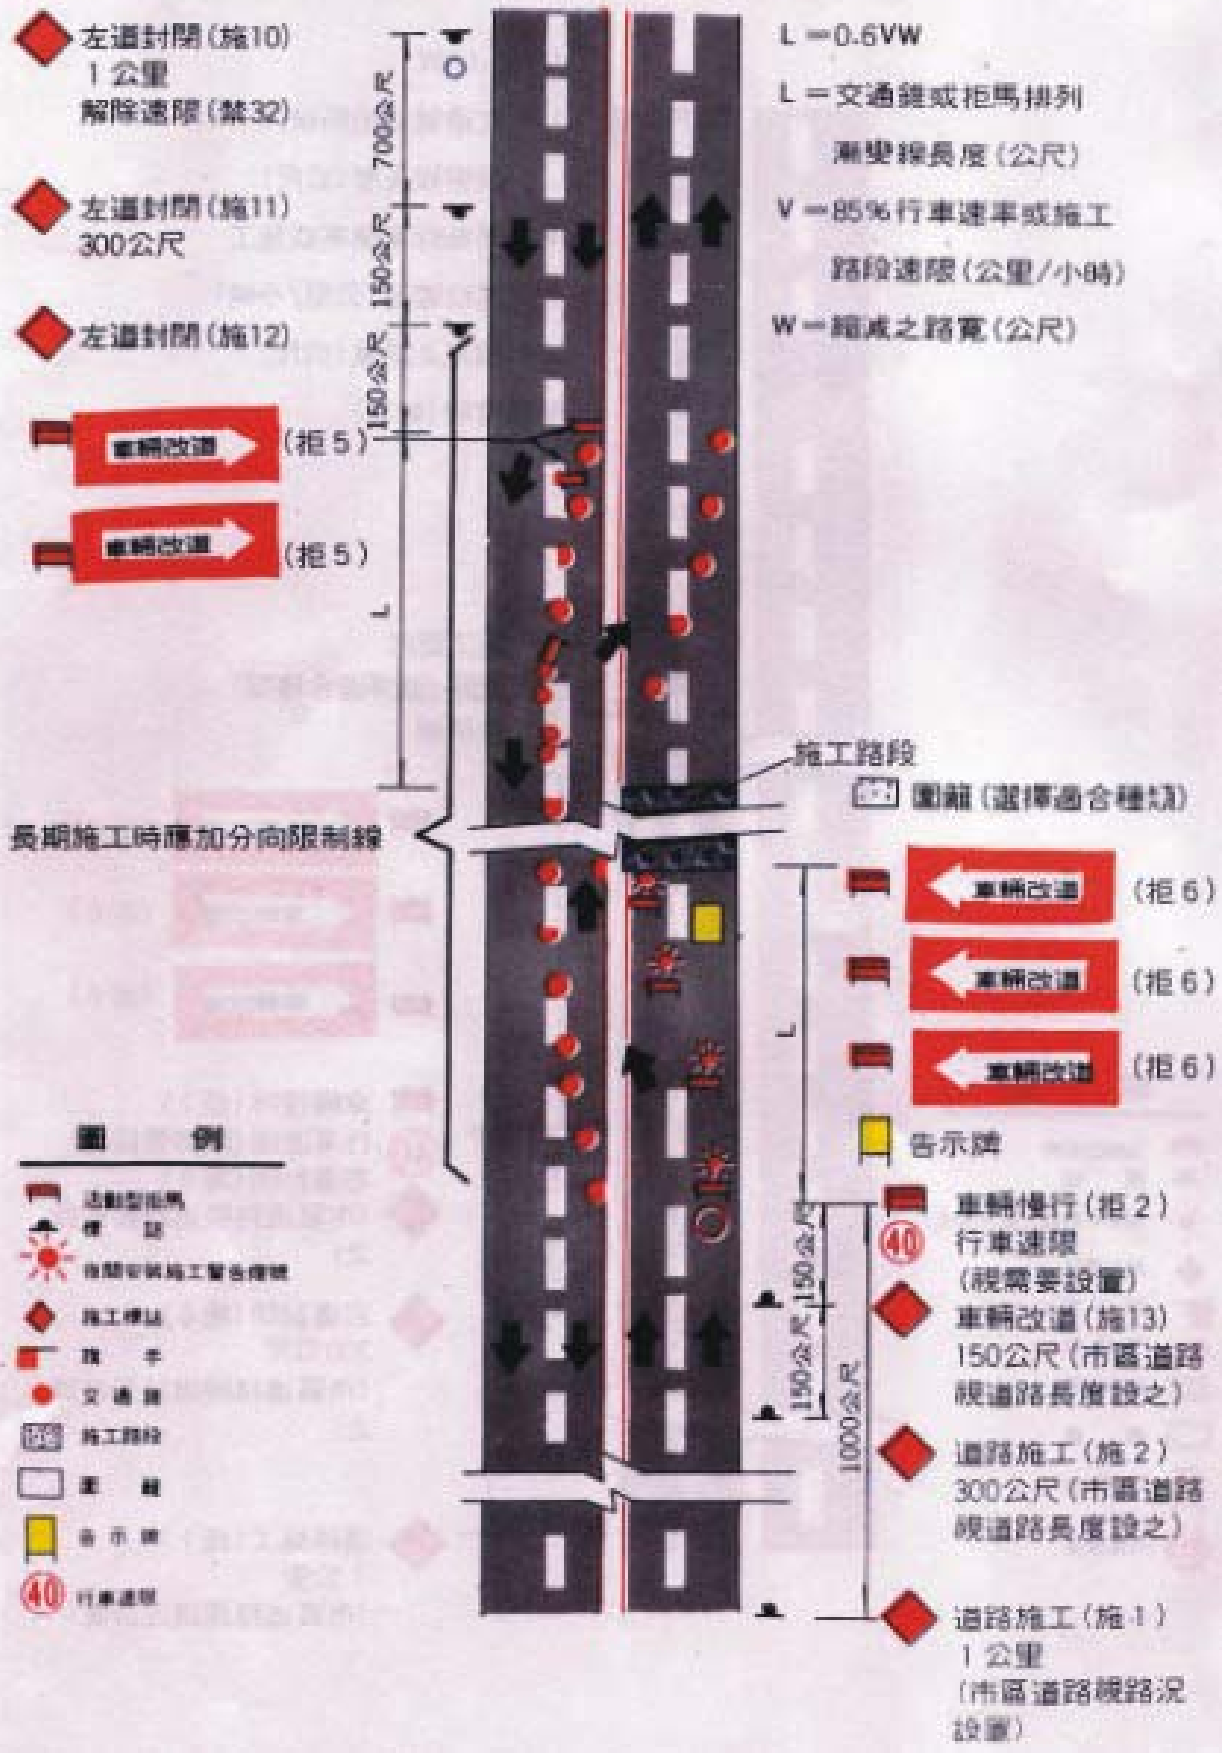 左道封閉(施10)
1公里
解除速限(禁32)
左道封閉(施11)
300公尺
左道封閉(施12)
車輛改道
(拒5)
車輛改道
(拒5)
700公尺
150公尺
150公尺
L
長期施工時應加分向限制線
L=0.6VW
L=交通錐或拒馬排列
漸變線長度(公尺)
V=85%行車速率或施工
路段速限(公里/小時)
W=縮減之路寬(公尺)
施工路段
圍籬(選擇適合種類)
車輛改道
(拒6)
車輛改道
(拒6)
車輛改道
(拒6)
L
告示牌
車輛慢行(拒2)
40
行車速限
(視需要設置)
車輛改道(施13)
150公尺(市區道路
視道路長度設之)
道路施工(施2)
300公尺(市區道路
視道路長度設之)
道路施工(施1)
1公里
(市區道路視路況
設置)
150公尺
150公尺
1000公尺
圖例
活動型拒馬
標誌
夜間安裝施工警告燈號
施工標誌
旗手
交通錐
施工路段
圍籬
告示牌
40
行車速限